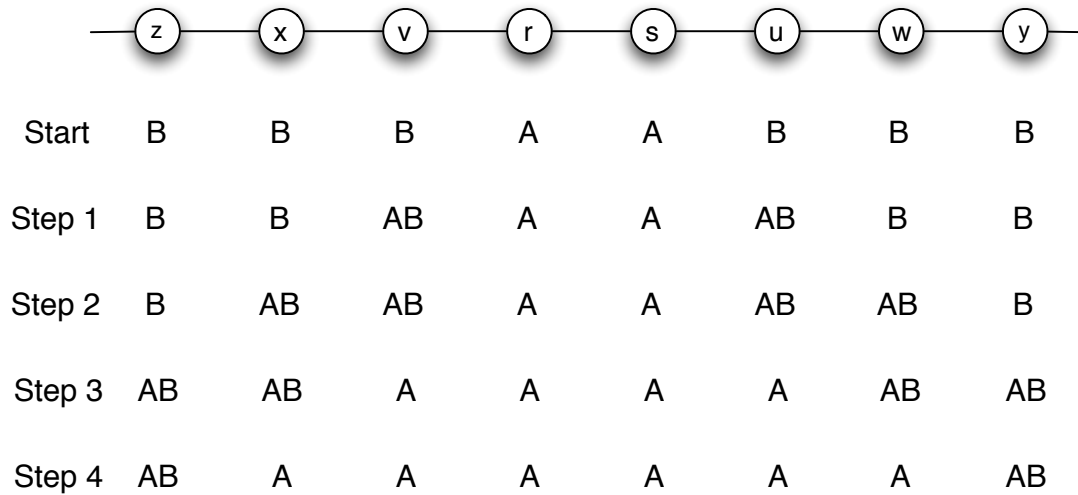 z x v r s u w y
Start B B B A A B B B
Step 1 B B AB A A AB B B
Step 2 B AB AB A A AB AB B
Step 3 AB AB A A A A AB AB
Step 4 AB A A A A A A AB